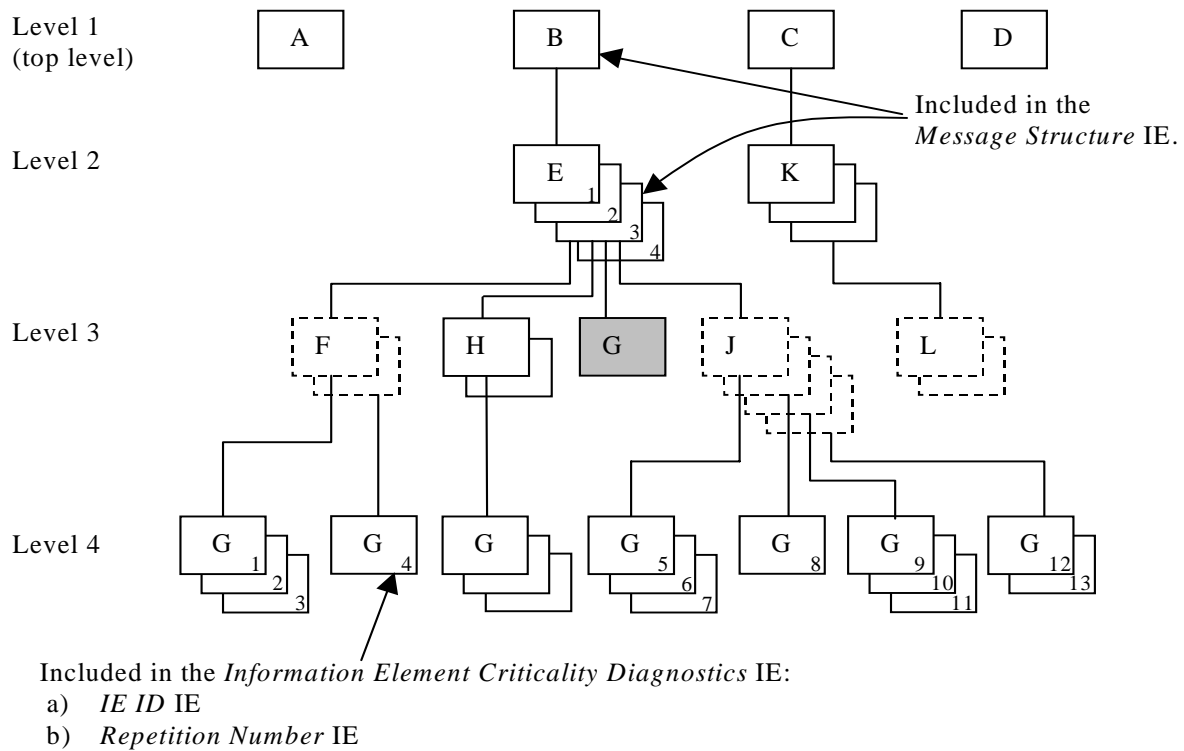 Level 1
(top level)
A
B
C
D
Included in the
Message Structure IE.
Level 2
E
1
2
3
4
K
Level 3
F
H
G
J
L
Level 4
G
1
2
3
G
4
G
G
5
6
7
G
8
G
9
10
11
G
12
13
Included in the Information Element Criticality Diagnostics IE:
a) IE ID IE
b) Repetition Number IE